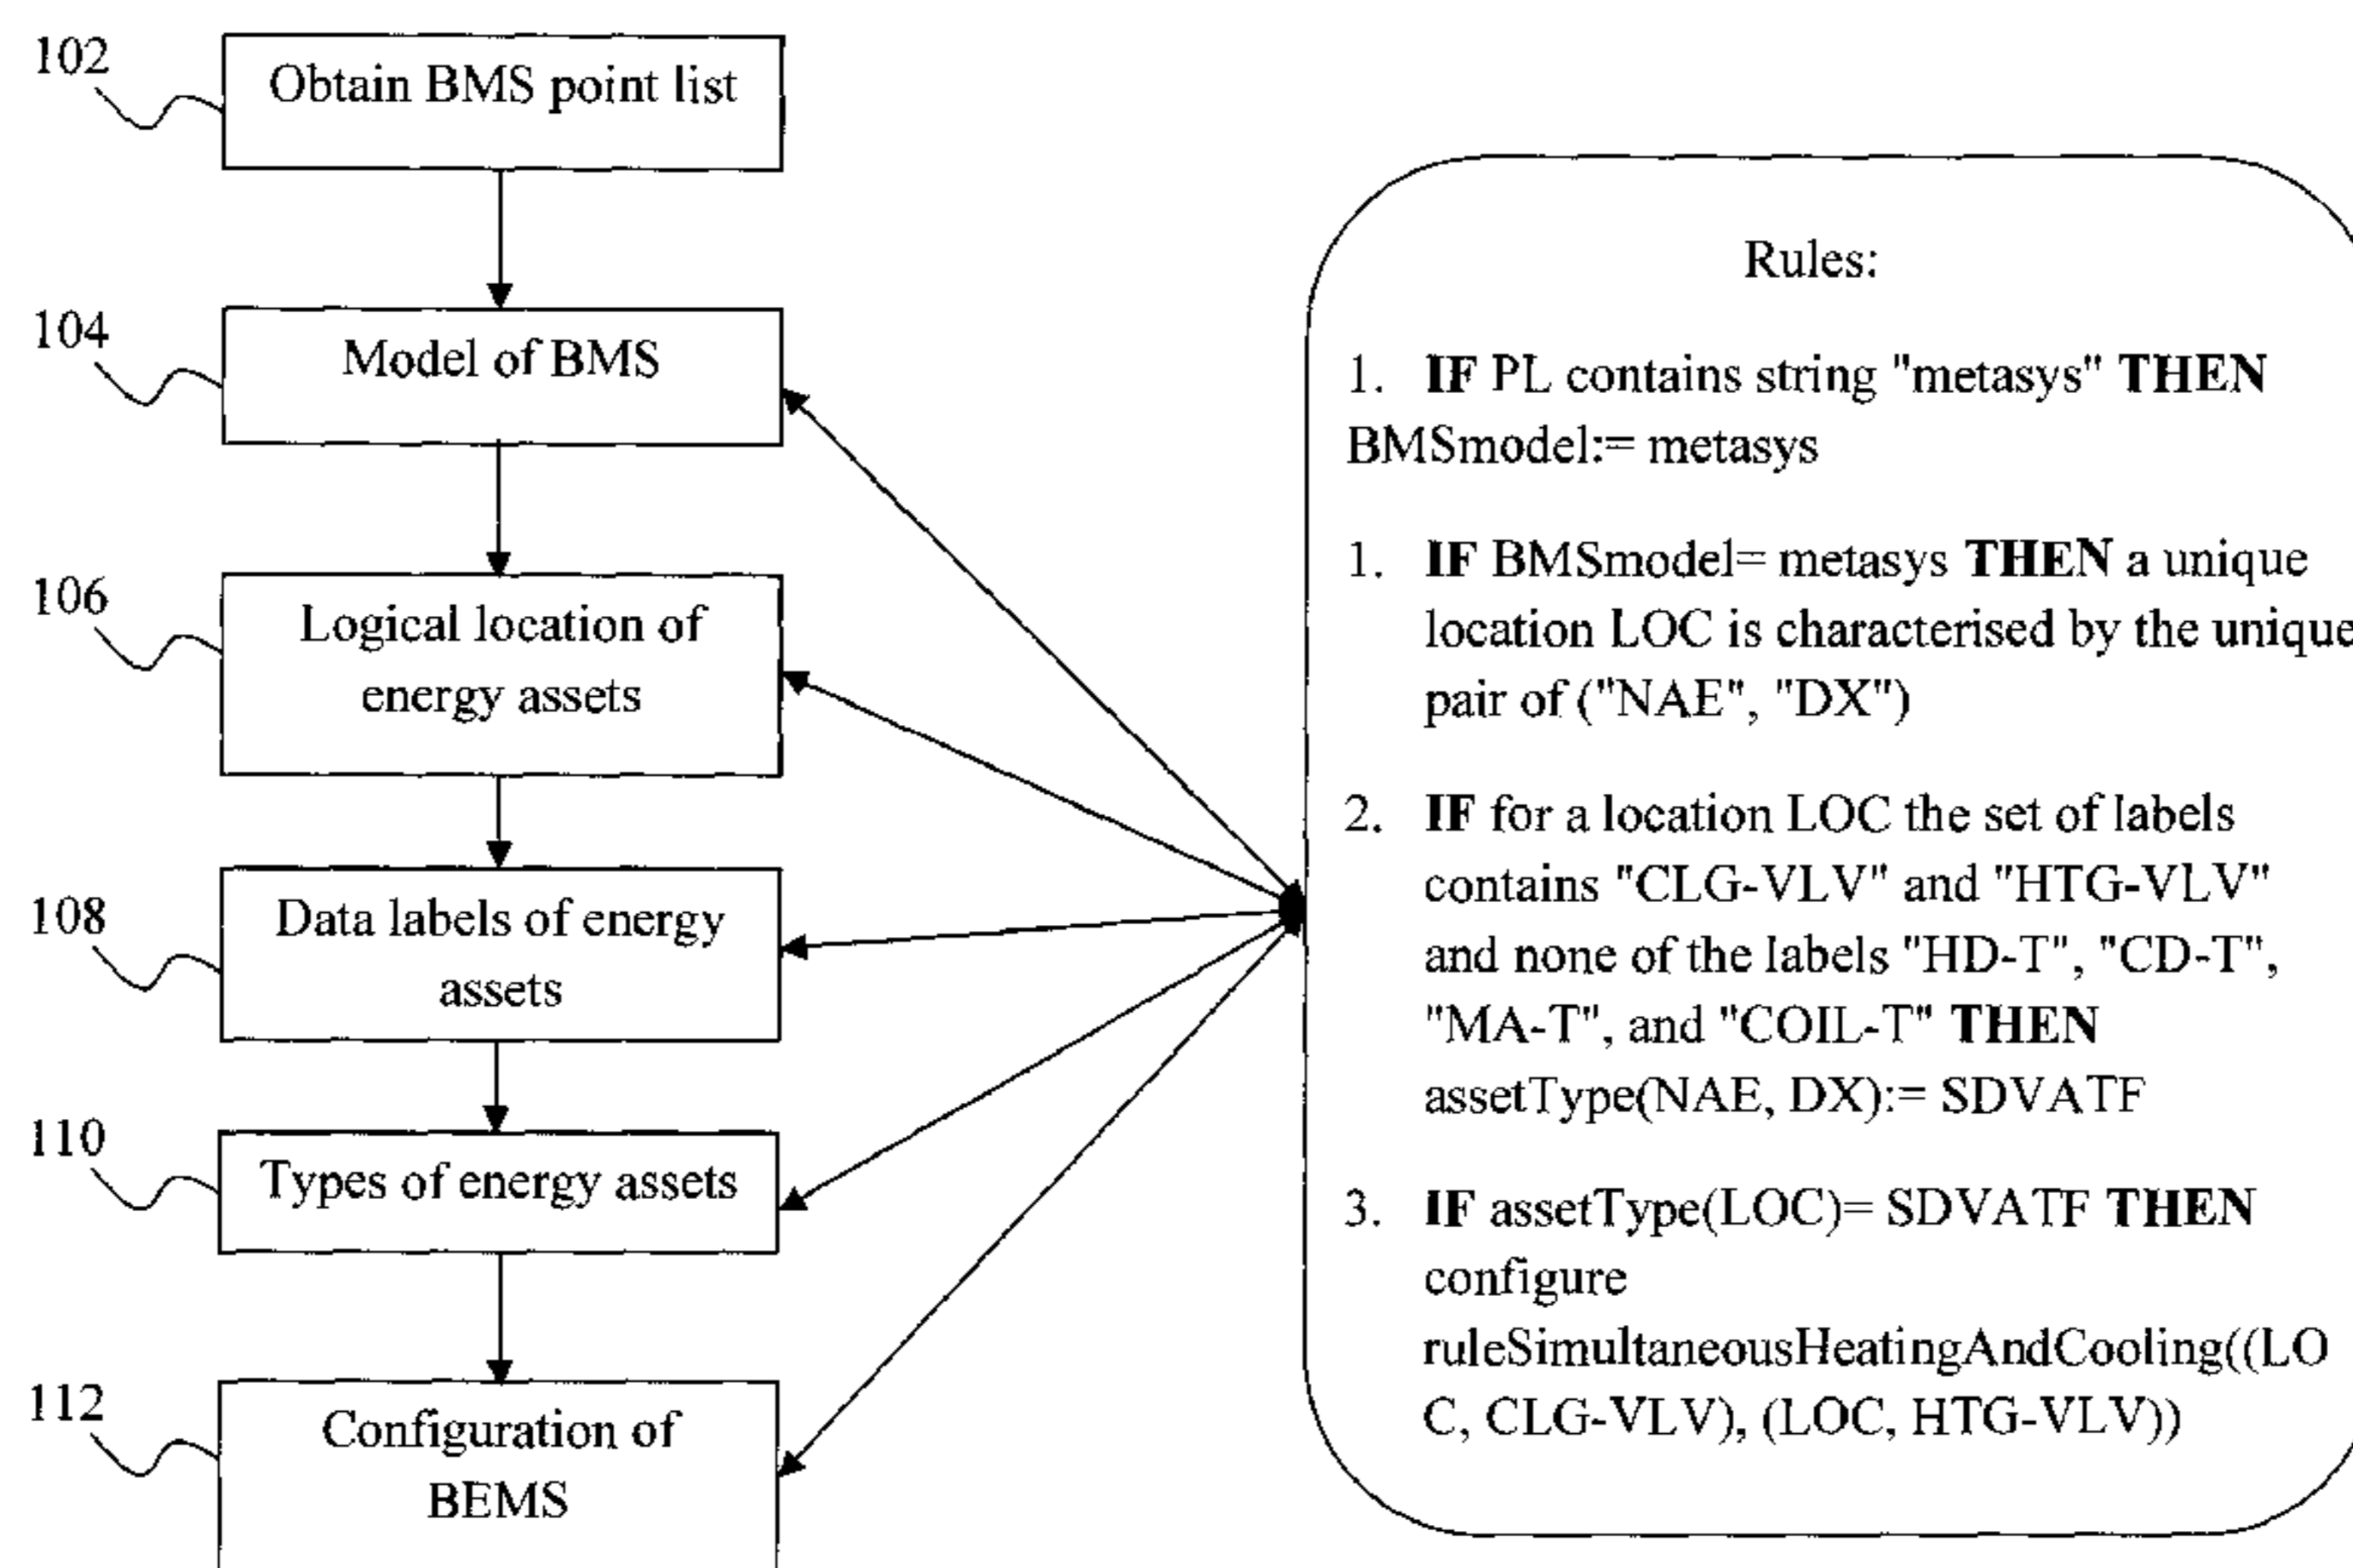 102
Obtain BMS point list
104
Model of BMS
106
Logical location of
energy assets
108
Data labels of energy
assets
110
Types of energy assets
112
Configuration of
BEMS
Rules:
1. IF PL contains string "metasys" THEN
BMSmodel:= metasys
1. IF BMSmodel= metasys THEN a unique
location LOC is characterised by the unique
pair of ("NAE", "DX")
2. IF for a location LOC the set of labels
contains "CLG-VLV" and "HTG-VLV"
and none of the labels "HD-T", "CD-T",
"MA-T", and "COIL-T" THEN
assetType(NAE, DX):= SDVATF
3. IF assetType(LOC)= SDVATF THEN
configure
ruleSimultaneousHeatingAndCooling((LO
C, CLG-VLV), (LOC, HTG-VLV))